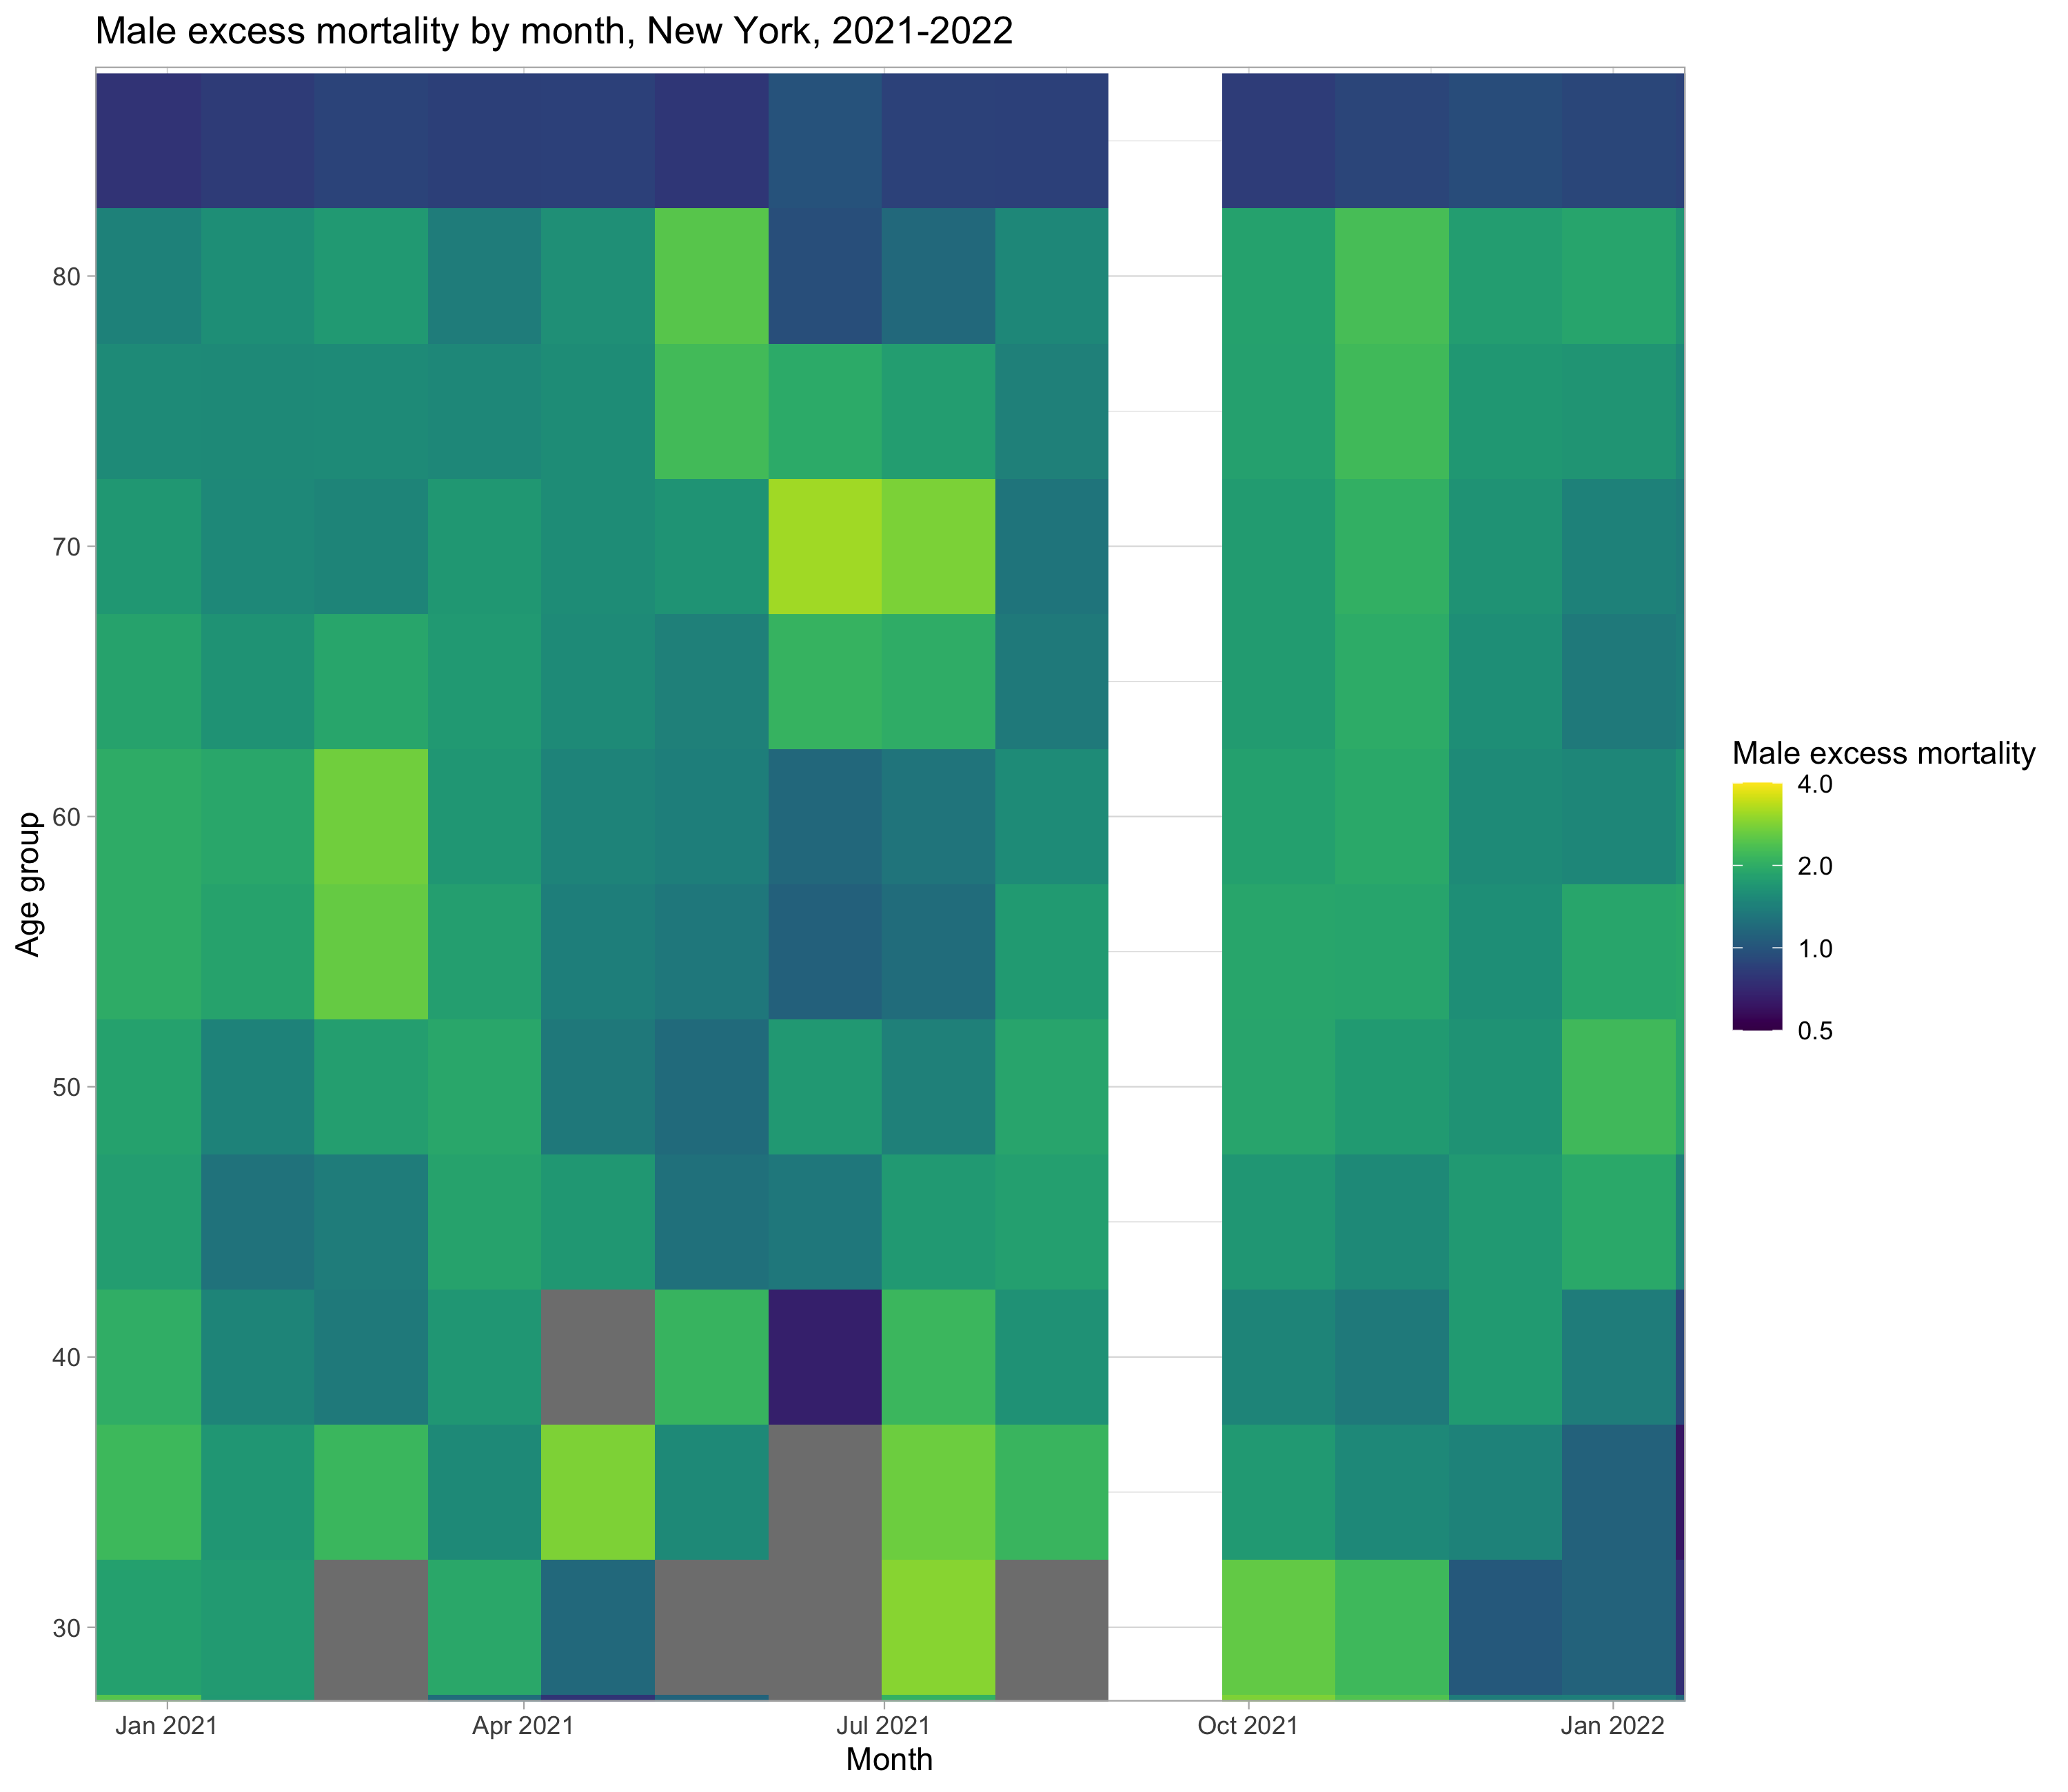 Male excess mortality by month, New York, 2021-2022
80
70
60
50
40
30
Age group
Jan 2021
Apr 2021
Jul 2021
Oct 2021
Jan 2022
Month
Male excess mortality
4.0
2.0
1.0
0.5